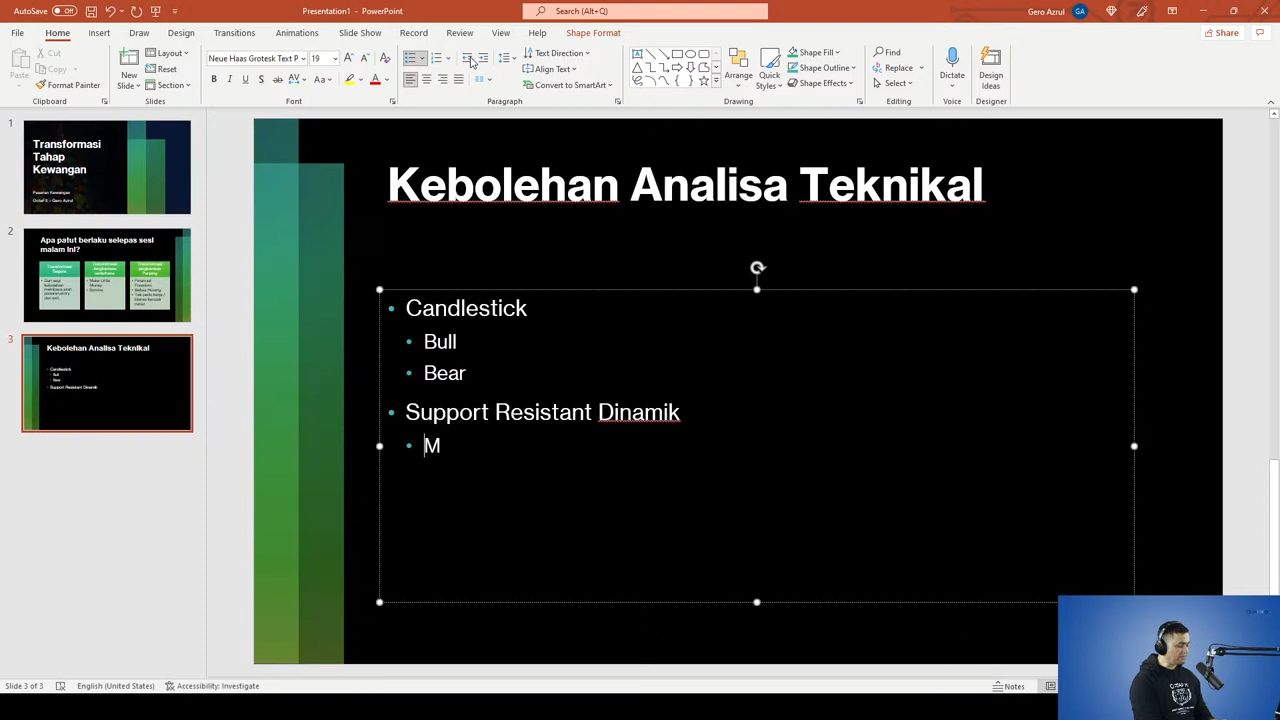 AutoSave Off Presentation1 - PowerPoint Search (Alt+Q) Gero Azrul GA
File Home Insert Draw Design Transitions Animations Slide Show Record Review View Help Shape Format Share
Cut Layout Neue Haas Grotesk Text P 19 Text Direction Shape Fill Find
Copy Reset Align Text Shape Outline Replace
Paste Format Painter New Slide Section B I U S ab AV Aa Convert to SmartArt Arrange Quick Styles Shape Effects Select Dictate Design Ideas
Clipboard Slides Font Paragraph Drawing Editing Voice Designer
1
Transformasi
Tahap
Kewangan
Pasaran Kewangan
OctaFX - Gero Azrul
2
Apa patut berlaku selepas sesi
malam ini?
3
Kebolehan Analisa Teknikal
Candlestick
Bull
Bear
Support Resistant Dinamik
Kebolehan Analisa Teknikal
• Candlestick
• Bull
• Bear
• Support Resistant Dinamik
• M
Slide 3 of 3 English (United States) Accessibility: Investigate Notes